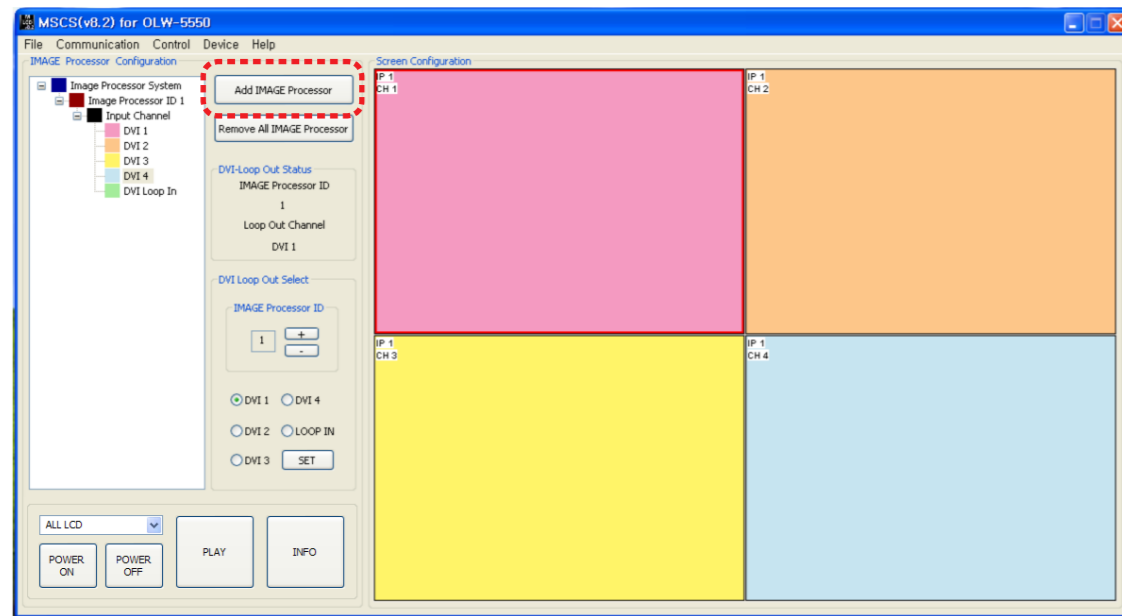 MSCS(v8.2) for OLW-5550
File Communication Control Device Help
IMAGE Processor Configuration
Image Processor System
Image Processor ID 1
Input Channel
DVI 1
DVI 2
DVI 3
DVI 4
DVI Loop In
Add IMAGE Processor
Remove All IMAGE Processor
DVI-Loop Out Status
IMAGE Processor ID
1
Loop Out Channel
DVI 1
DVI Loop Out Select
IMAGE Processor ID
1
+
-
DVI 1 DVI 4
DVI 2 LOOP IN
DVI 3 SET
ALL LCD
POWER
ON
POWER
OFF
PLAY
INFO
Screen Configuration
IP 1
CH 1
IP 1
CH 2
IP 1
CH 3
IP 1
CH 4